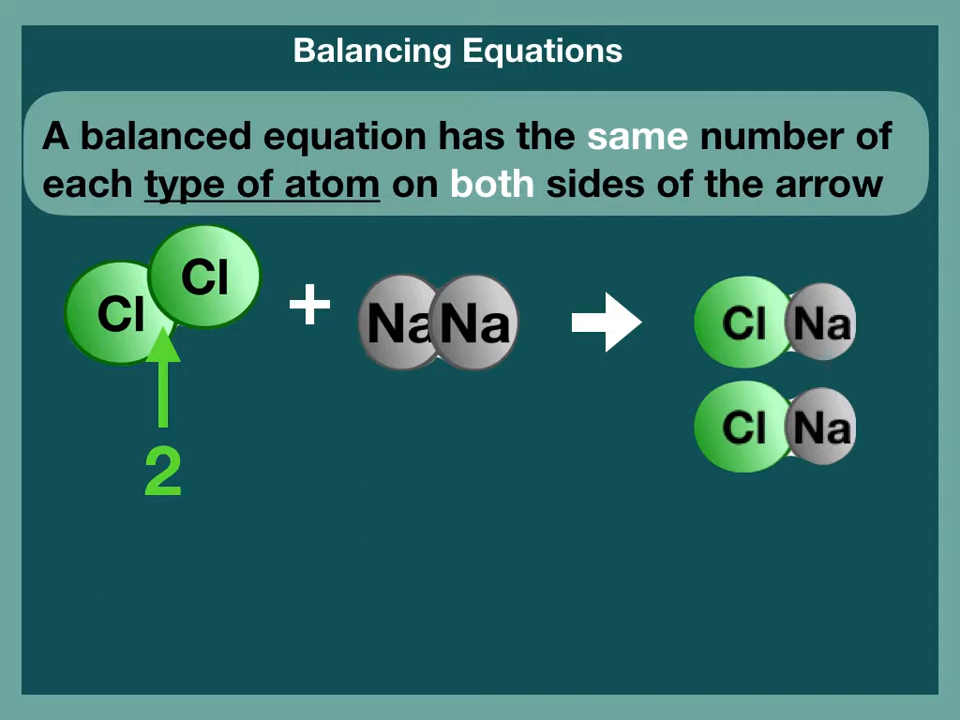 Balancing Equations
A balanced equation has the same number of
each type of atom on both sides of the arrow
Cl Cl + Na Na Cl Na
Cl Na
2